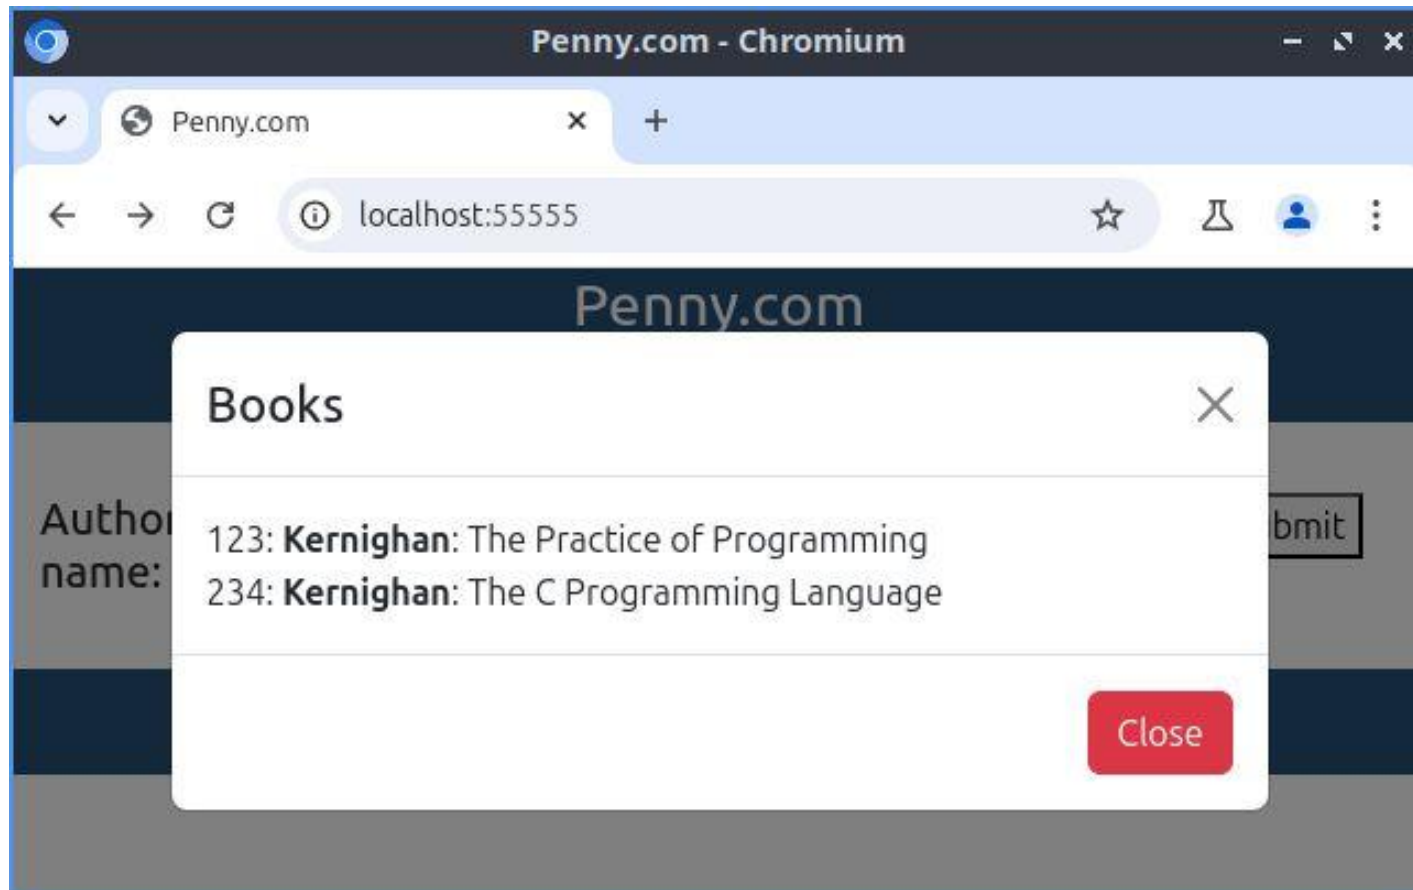 Penny.com - Chromium
Penny.com
localhost:55555
Penny.com
Books
Author
name:
123: Kernighan: The Practice of Programming
234: Kernighan: The C Programming Language
bmit
Close